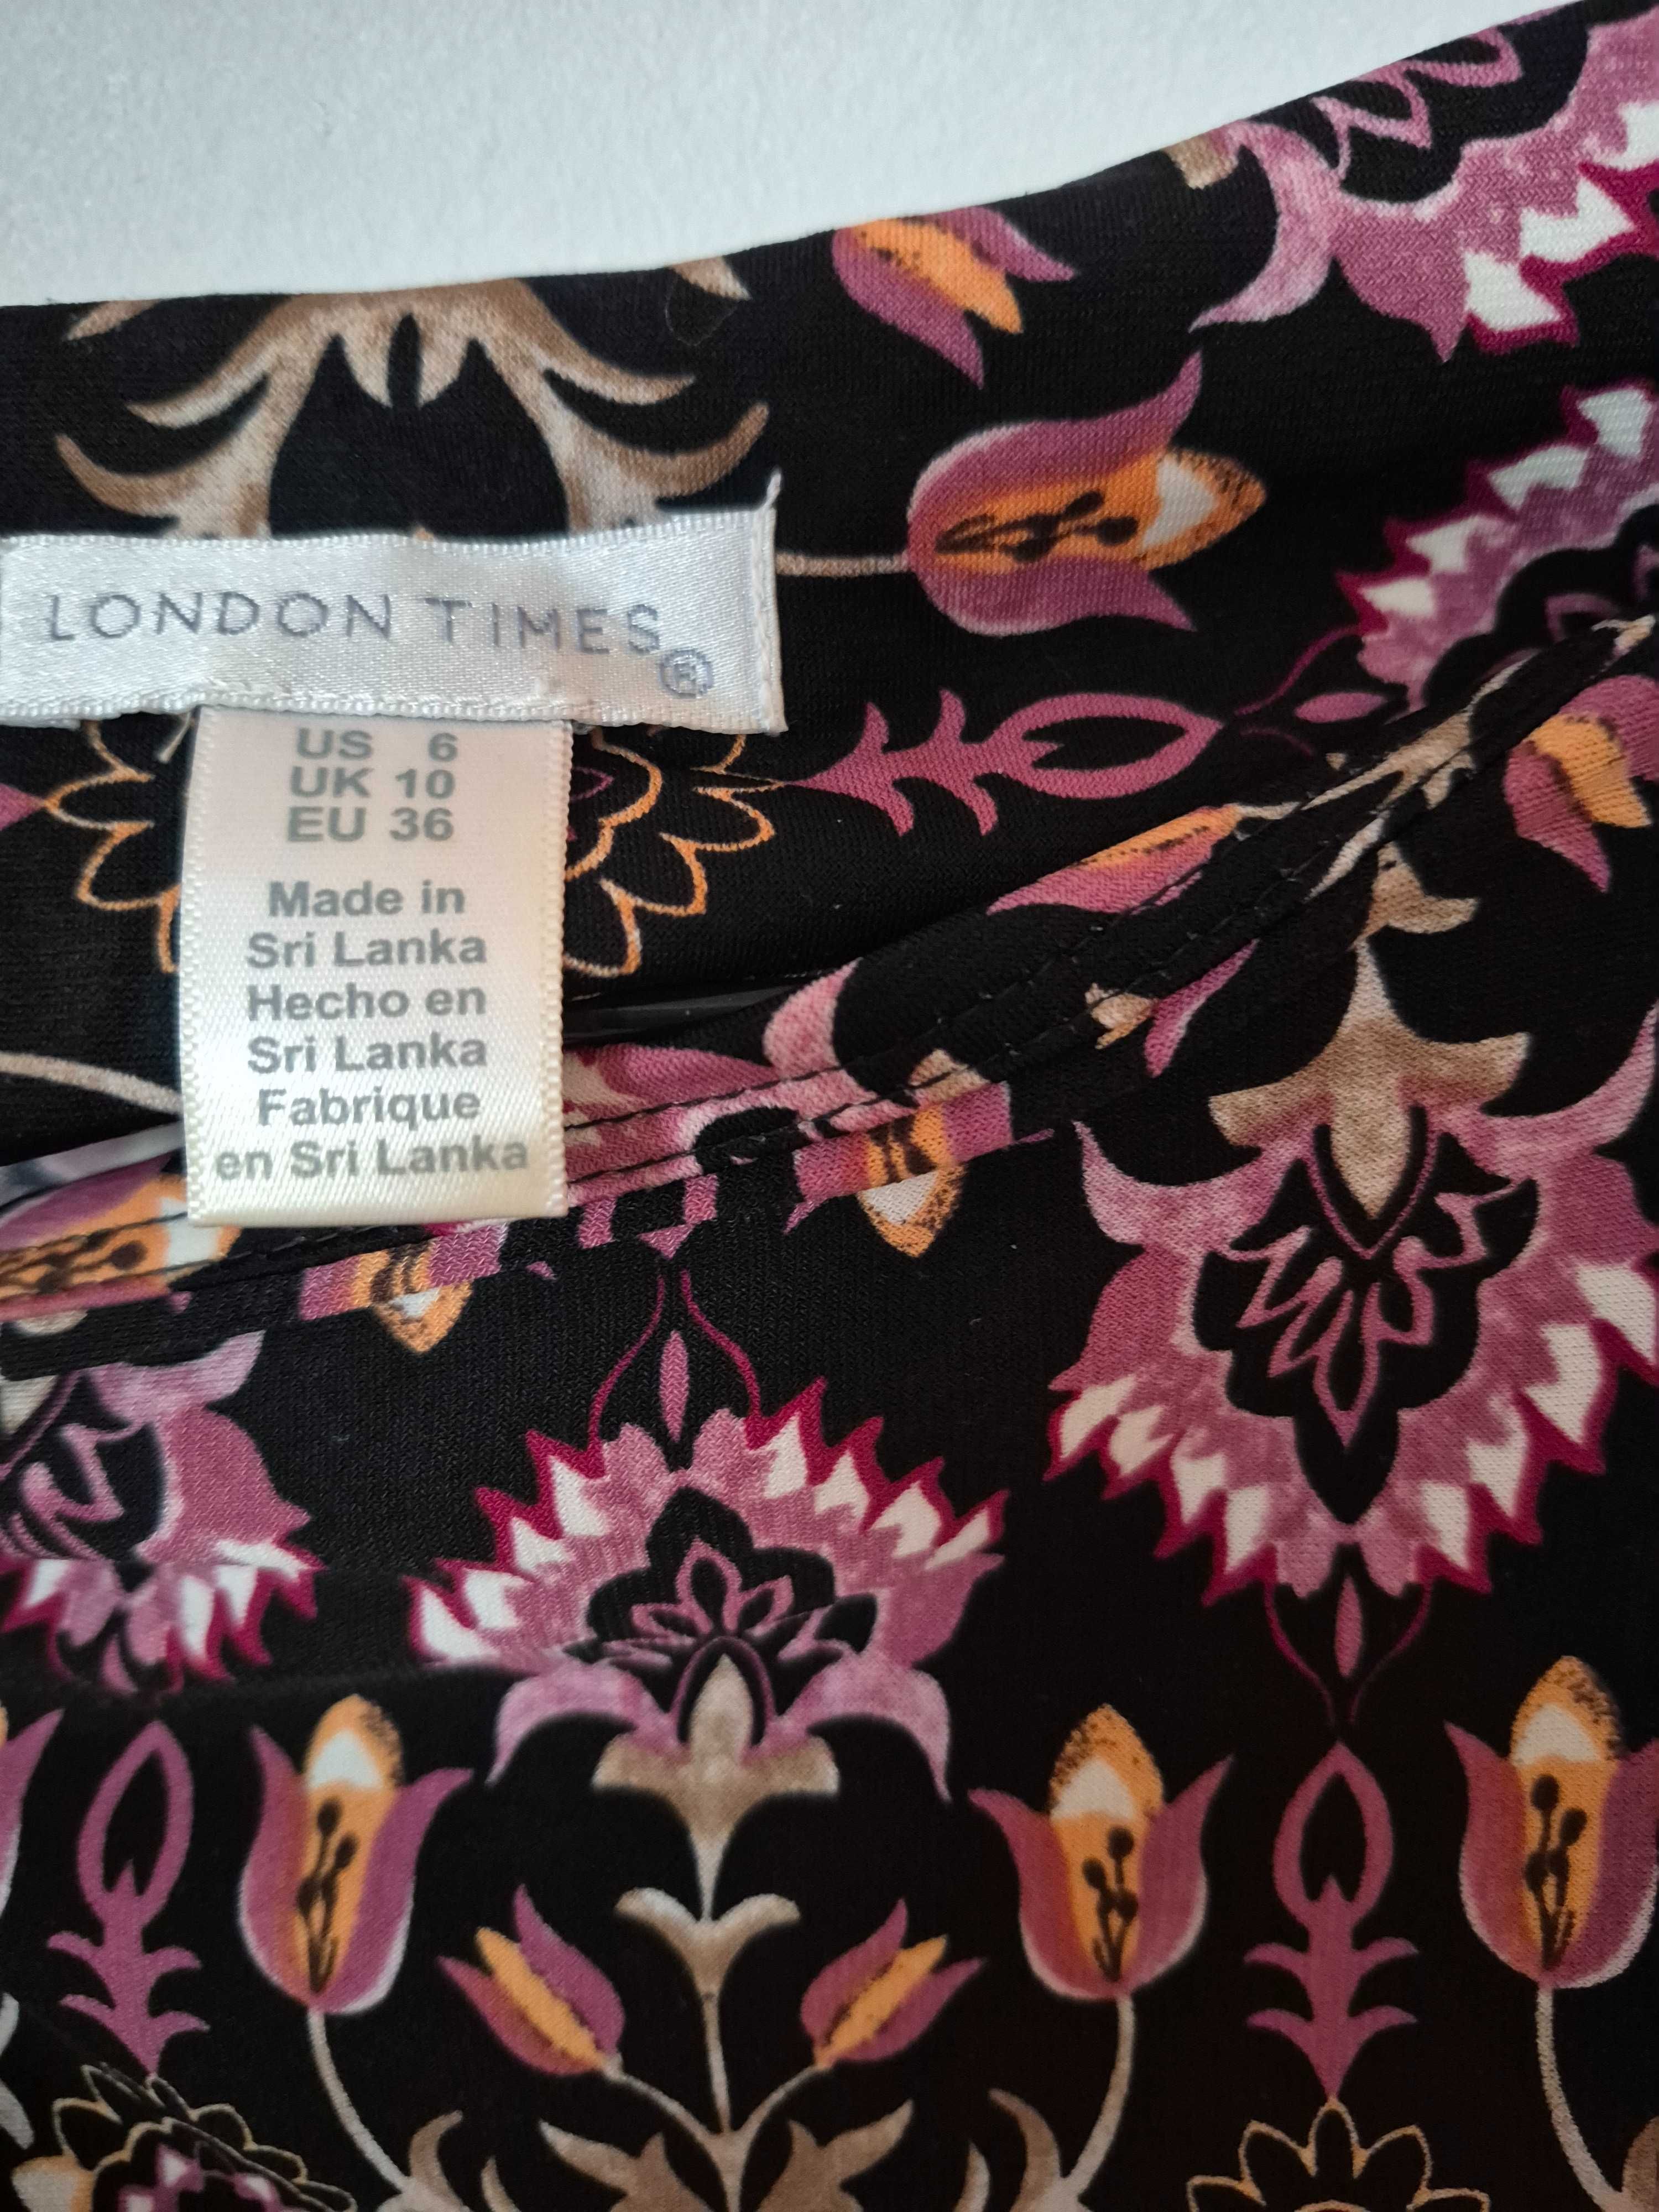 LONDON TIMES®
US 6
UK 10
EU 36
Made in
Sri Lanka
Hecho en
Sri Lanka
Fabrique
en Sri Lanka